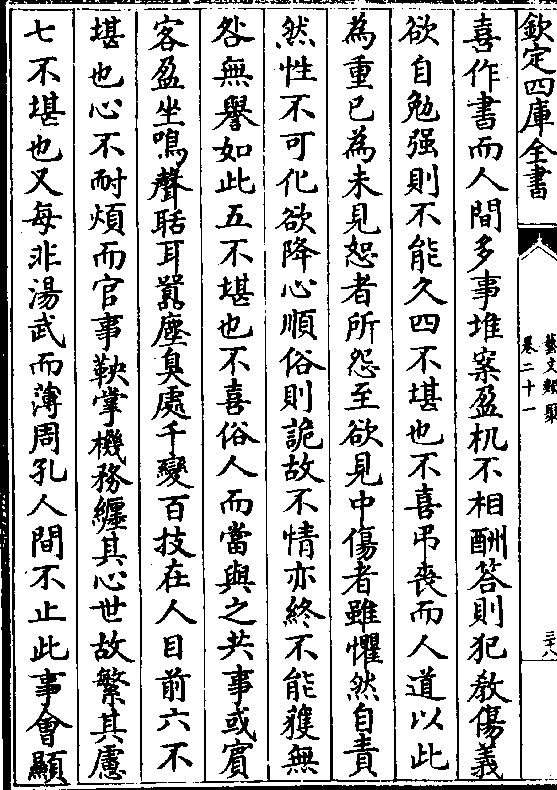 欽定四庫全書
藝文類聚
卷二十一
三十八
喜作書而人間多事堆案盈机不相酬答則犯教傷義
欲自勉强則不能久四不堪也不喜弔喪而人道以此
為重已為未見恕者所怨至欲見中傷者雖懼然自責
然性不可化欲降心順俗則詭故不情亦終不能獲無
咎無譽如此五不堪也不喜俗人而當與之共事或賓
客盈坐鳴聲聒耳囂塵臭處千變百技在人目前六不
堪也心不耐煩而官事鞅掌機務纒其心世故繁其慮
七不堪也又每非湯武而薄周孔人間不止此事會顯